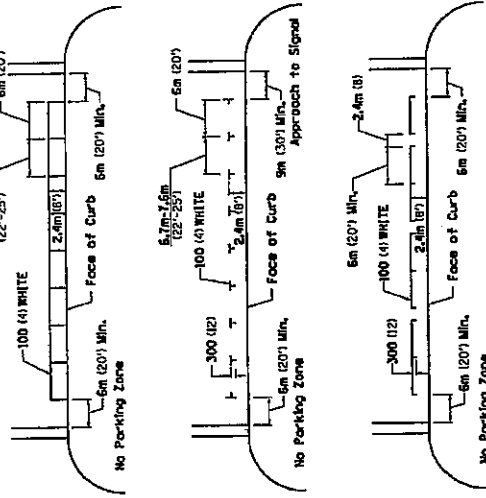 6m (20')
(22'-25')
100 (4) WHITE
2.4m (8')
Face of Curb
6m (20') Min.
6m (20') Min.
No Parking Zone
6.7m-7.6m
(22'-25')
6m (20')
100 (4) WHITE
300 (12)
2.4m (8')
Face of Curb
6m (20') Min.
9m (30') Min.
Approach to Signal
No Parking Zone
6m (20') Min.
2.4m (8)
100 (4) WHITE
300 (12)
2.4m (8')
Face of Curb
6m (20') Min.
6m (20') Min.
No Parking Zone